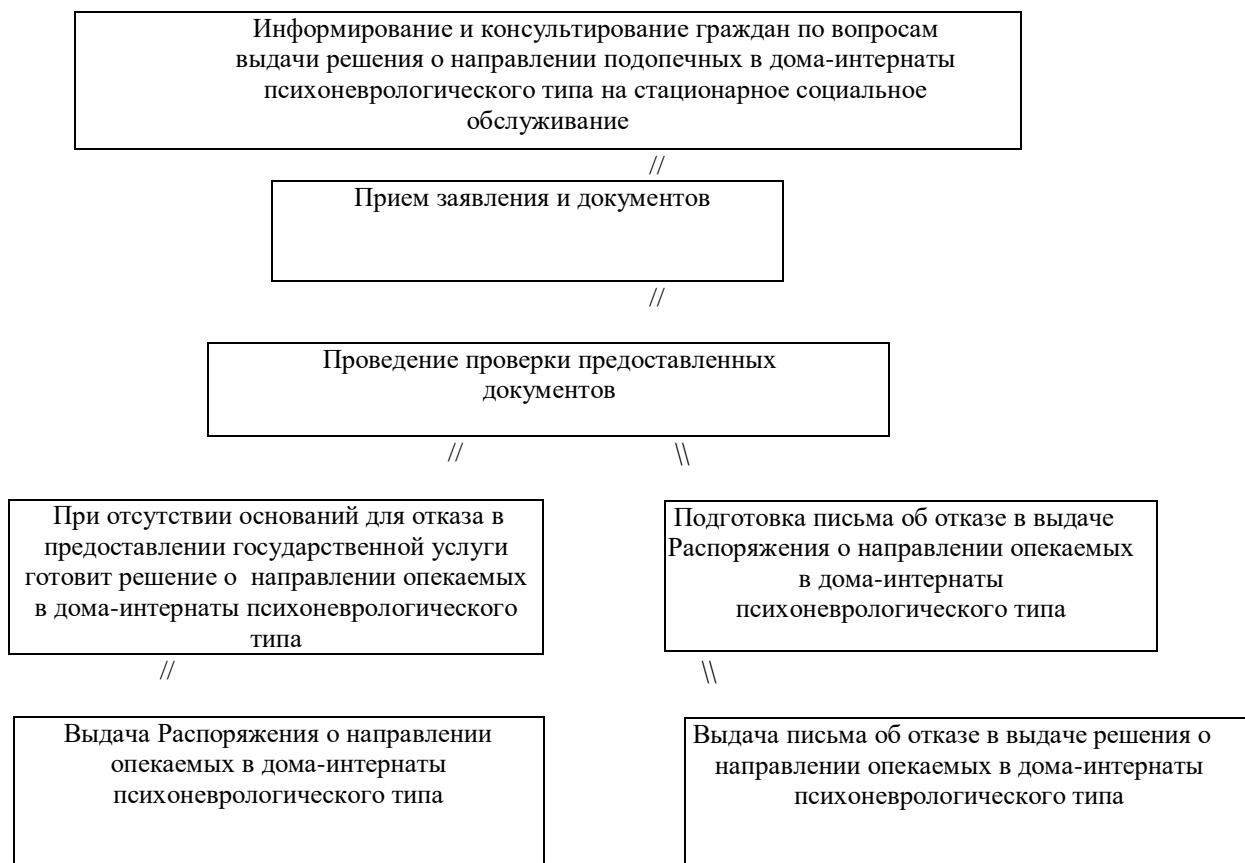 Информирование и консультирование граждан по вопросам
выдачи решения о направлении подопечных в дома-интернаты
психоневрологического типа на стационарное социальное
обслуживание
//
Прием заявления и документов
//
Проведение проверки предоставленных
документов
// \\
При отсутствии оснований для отказа в
предоставлении государственной услуги
готовит решение о направлении опекаемых
в дома-интернаты психоневрологического
типа
Подготовка письма об отказе в выдаче
Распоряжения о направлении опекаемых
в дома-интернаты
психоневрологического типа
// \\
Выдача Распоряжения о направлении
опекаемых в дома-интернаты
психоневрологического типа
Выдача письма об отказе в выдаче решения о
направлении опекаемых в дома-интернаты
психоневрологического типа